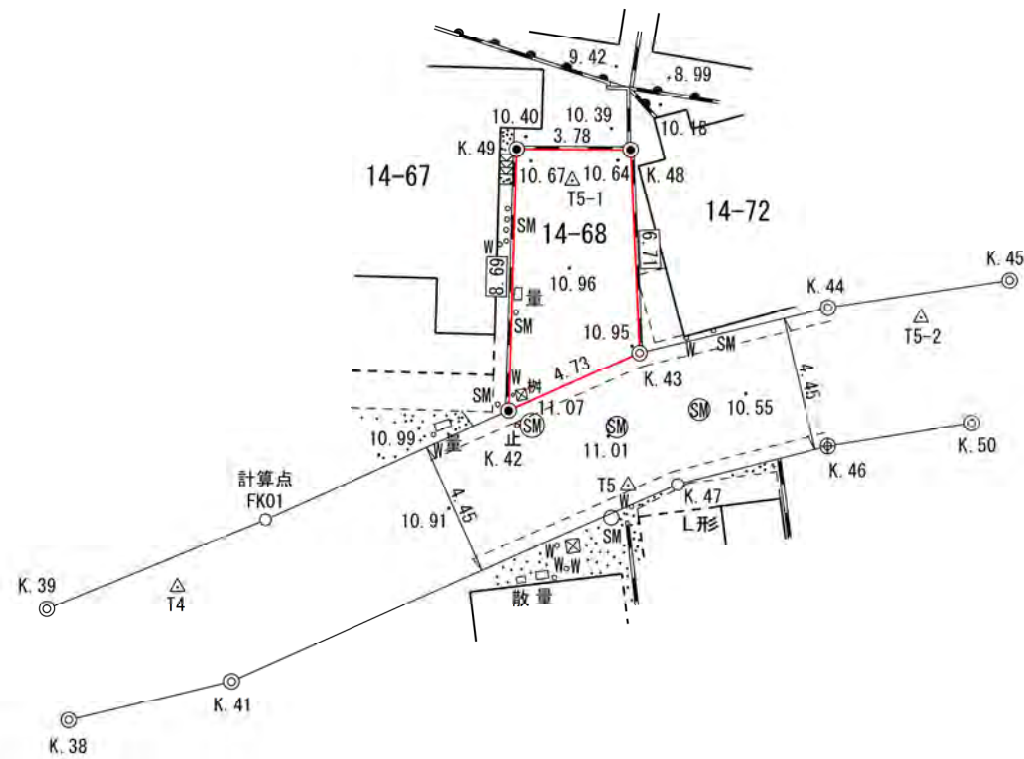 9.42
8.99
10.40
10.39
10.18
3.78
K.49
K.48
10.67
10.64
14-67
T5-1
14-72
SM
14-68
W
6.71
8.69
K.45
10.96
K.44
量
T5-2
SM
10.95
SM
W
K.43
4.73
4.45
W
桝
SM
11.07
SM
10.55
10.99
SM
SM
量
止
K.50
W
K.42
11.01
K.46
計算点
T5
FK01
4.45
K.47
W
10.91
L形
SM
W
K.39
W
W
T4
散
量
K.41
K.38